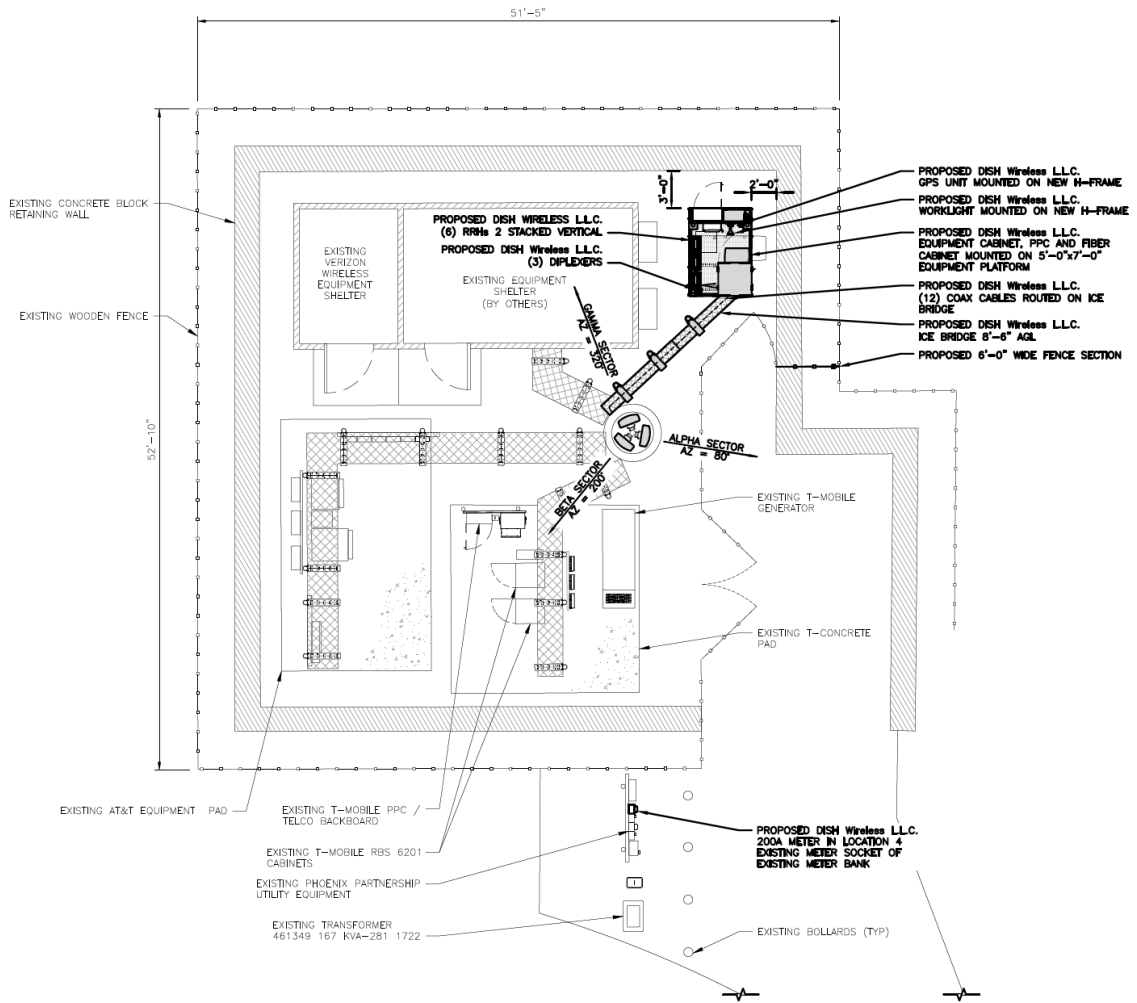 51'-5"
52'-10"
EXISTING CONCRETE BLOCK
RETAINING WALL
EXISTING WOODEN FENCE
EXISTING
VERIZON
WIRELESS
EQUIPMENT
SHELTER
PROPOSED DISH WIRELESS L.L.C.
(6) RRHs 2 STACKED VERTICAL
PROPOSED DISH Wireless L.L.C.
(3) DIPLEXERS
EXISTING EQUIPMENT
SHELTER
(BY OTHERS)
3'-0"
2'-0"
PROPOSED DISH Wireless L.L.C.
GPS UNIT MOUNTED ON NEW H-FRAME
PROPOSED DISH Wireless L.L.C.
WORKLIGHT MOUNTED ON NEW H-FRAME
PROPOSED DISH Wireless L.L.C.
EQUIPMENT CABINET, PPC AND FIBER
CABINET MOUNTED ON 5'-0"x7'-0"
EQUIPMENT PLATFORM
PROPOSED DISH Wireless L.L.C.
(12) COAX CABLES ROUTED ON ICE
BRIDGE
PROPOSED DISH Wireless L.L.C.
ICE BRIDGE 8'-6" AGL
PROPOSED 6'-0" WIDE FENCE SECTION
GAMMA SECTOR
AZ = 320°
ALPHA SECTOR
AZ = 80°
BETA SECTOR
AZ = 200°
EXISTING T-MOBILE
GENERATOR
EXISTING T-CONCRETE
PAD
EXISTING AT&T EQUIPMENT PAD
EXISTING T-MOBILE PPC /
TELCO BACKBOARD
EXISTING T-MOBILE RBS 6201
CABINETS
EXISTING PHOENIX PARTNERSHIP
UTILITY EQUIPMENT
EXISTING TRANSFORMER
461349 167 KVA-281 1722
PROPOSED DISH Wireless L.L.C.
200A METER IN LOCATION 4
EXISTING METER SOCKET OF
EXISTING METER BANK
EXISTING BOLLARDS (TYP)